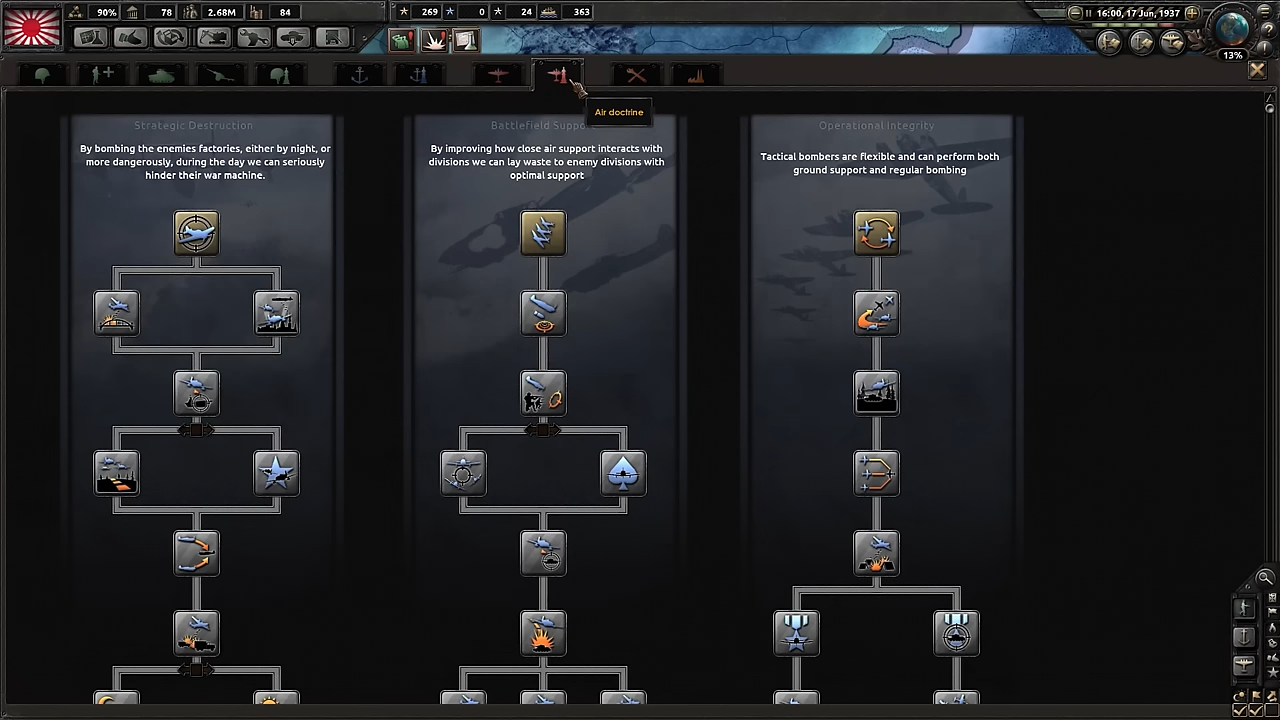 90% 78 2.68M 84 269 0 24 363 16:00, 17 Jun, 1937
13%
Air doctrine
Strategic Destruction
By bombing the enemies factories, either by night, or
more dangerously, during the day we can seriously
hinder their war machine.
Battlefield Suppo
By improving how close air support interacts with
divisions we can lay waste to enemy divisions with
optimal support
Operational Integrity
Tactical bombers are flexible and can perform both
ground support and regular bombing